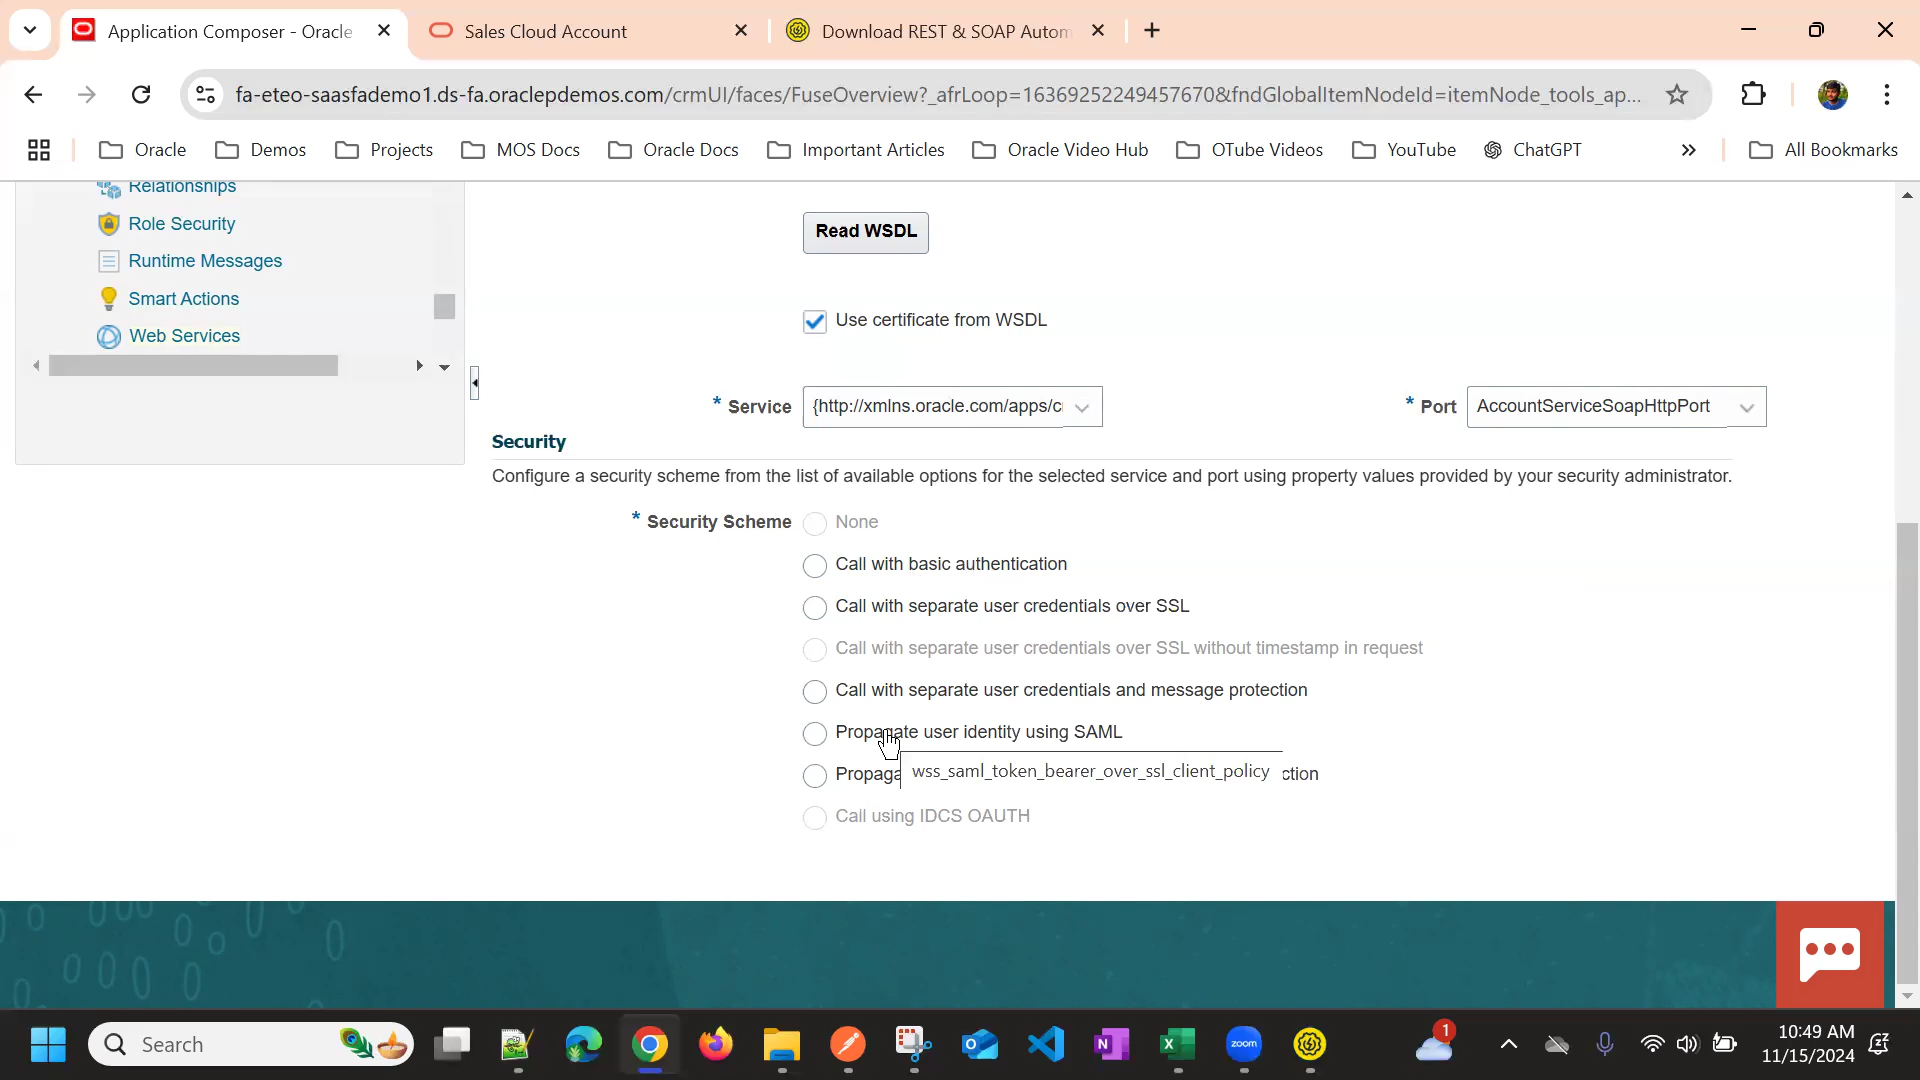 Application Composer - Oracle
Sales Cloud Account
Download REST & SOAP Autom
fa-eteo-saasfademo1.ds-fa.oraclepdemos.com/crmUI/faces/FuseOverview?_afrLoop=16369252249457670&fndGlobalItemNodeId=itemNode_tools_ap...
Oracle
Demos
Projects
MOS Docs
Oracle Docs
Important Articles
Oracle Video Hub
OTube Videos
YouTube
ChatGPT
All Bookmarks
Relationships
Role Security
Runtime Messages
Smart Actions
Web Services
Read WSDL
Use certificate from WSDL
* Service {http://xmlns.oracle.com/apps/c
* Port AccountServiceSoapHttpPort
Security
Configure a security scheme from the list of available options for the selected service and port using property values provided by your security administrator.
* Security Scheme
None
Call with basic authentication
Call with separate user credentials over SSL
Call with separate user credentials over SSL without timestamp in request
Call with separate user credentials and message protection
Propagate user identity using SAML
wss_saml_token_bearer_over_ssl_client_policy
Propaga ction
Call using IDCS OAUTH
Search
zoom
1
10:49 AM
11/15/2024